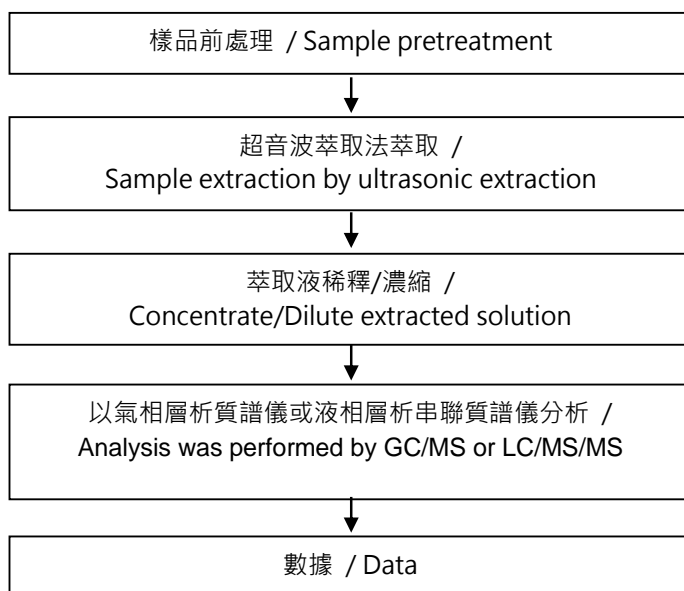 樣品前處理 / Sample pretreatment
超音波萃取法萃取 /
Sample extraction by ultrasonic extraction
萃取液稀釋/濃縮 /
Concentrate/Dilute extracted solution
以氣相層析質譜儀或液相層析串聯質譜儀分析 /
Analysis was performed by GC/MS or LC/MS/MS
數據 / Data